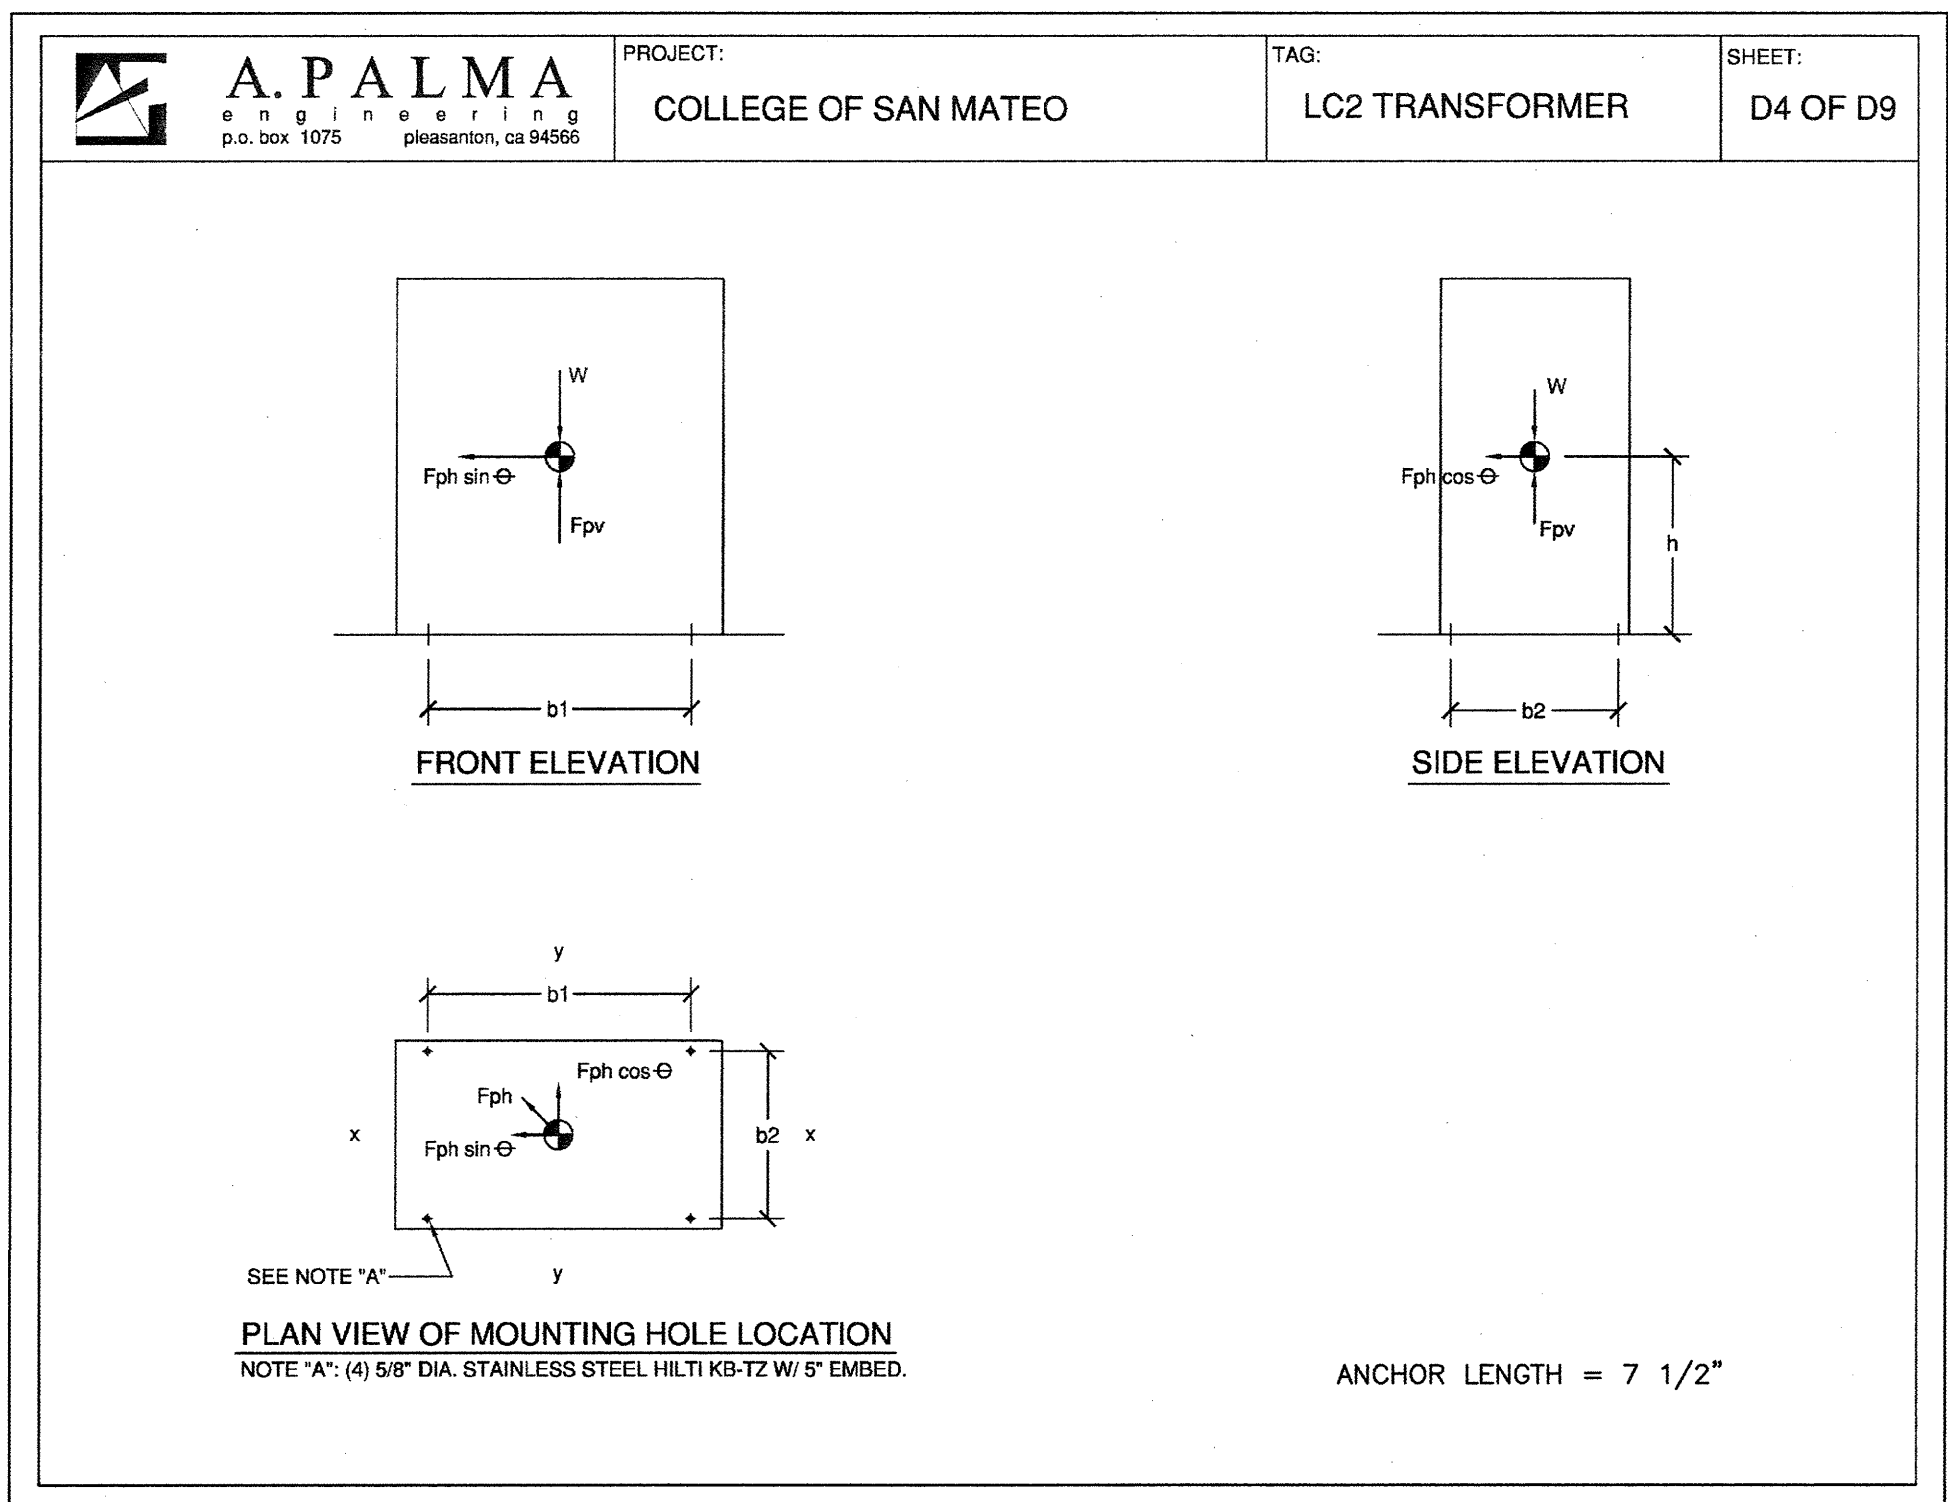 A. PALMA
engineering
p.o. box 1075 pleasanton, ca 94566
PROJECT:
COLLEGE OF SAN MATEO
TAG:
LC2 TRANSFORMER
SHEET:
D4 OF D9
W
Fph sin Θ
Fpv
b1
FRONT ELEVATION
W
Fph cos Θ
Fpv
h
b2
SIDE ELEVATION
y
b1
Fph cos Θ
Fph
x
Fph sin Θ
b2
x
SEE NOTE "A"
y
PLAN VIEW OF MOUNTING HOLE LOCATION
NOTE "A": (4) 5/8" DIA. STAINLESS STEEL HILTI KB-TZ W/ 5" EMBED.
ANCHOR LENGTH = 7 1/2"